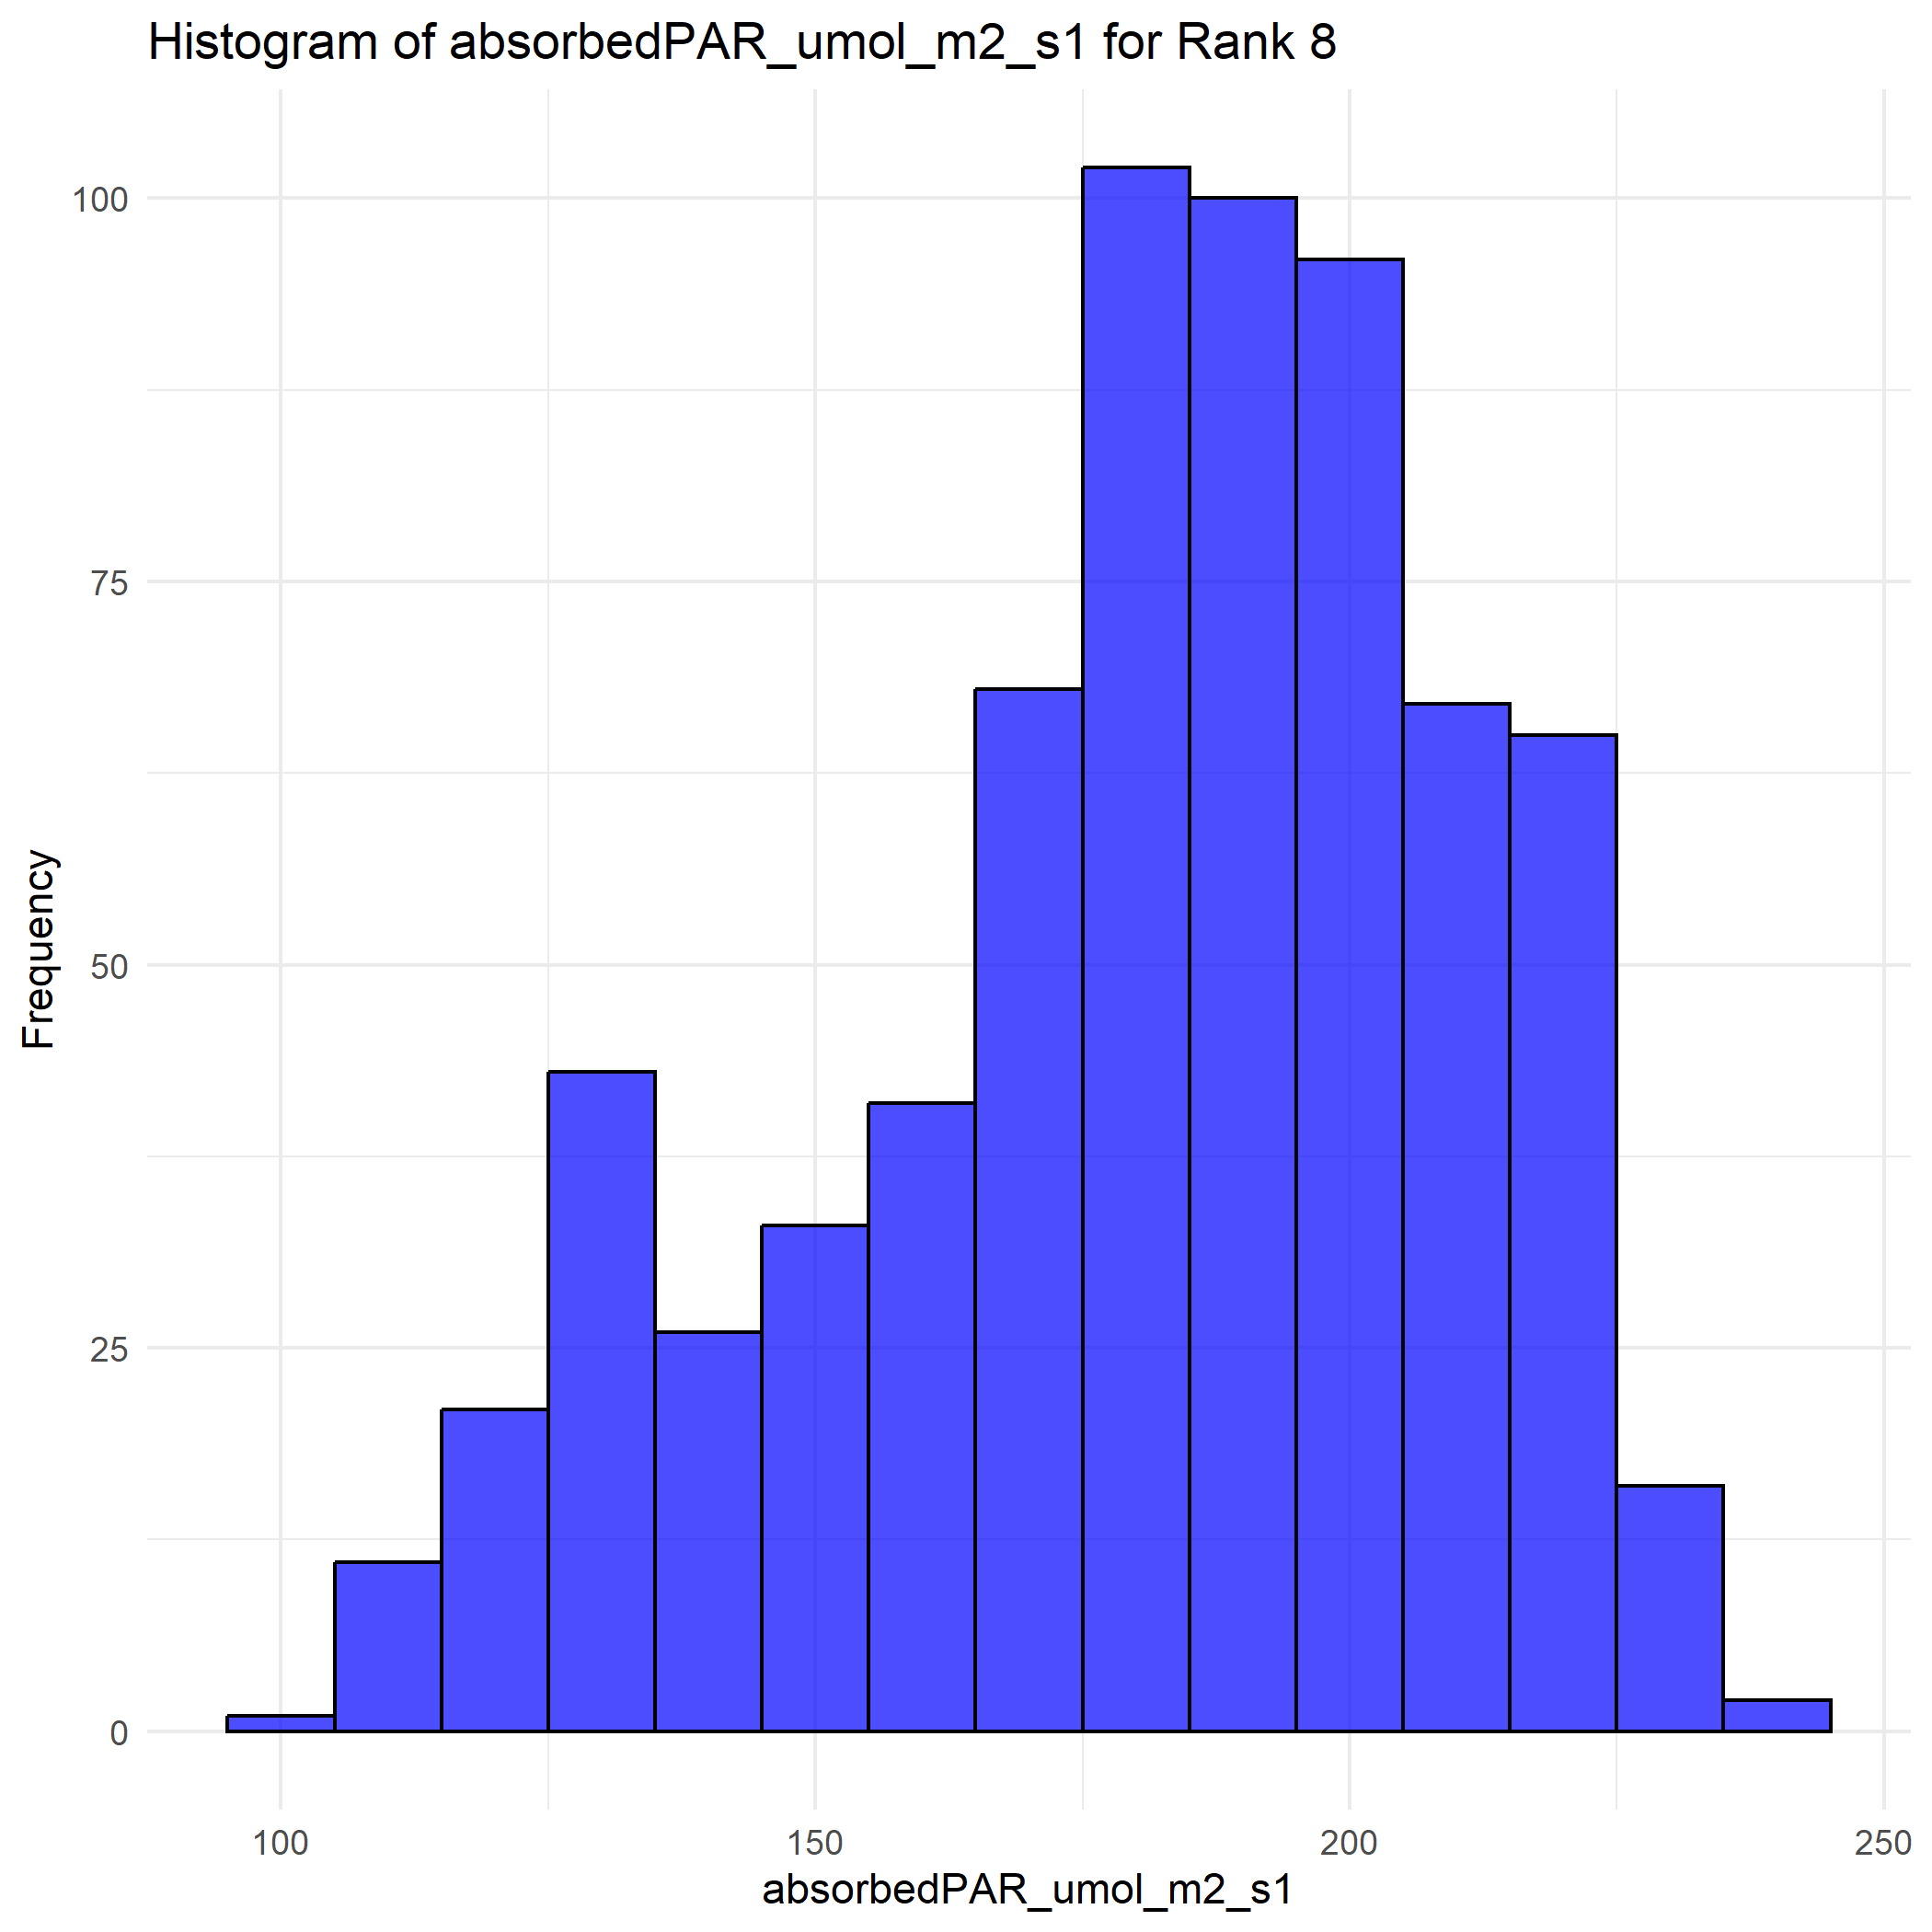 Histogram of absorbedPAR_umol_m2_s1 for Rank 8
Frequency
100
75
50
25
0
100 150 200 250
absorbedPAR_umol_m2_s1